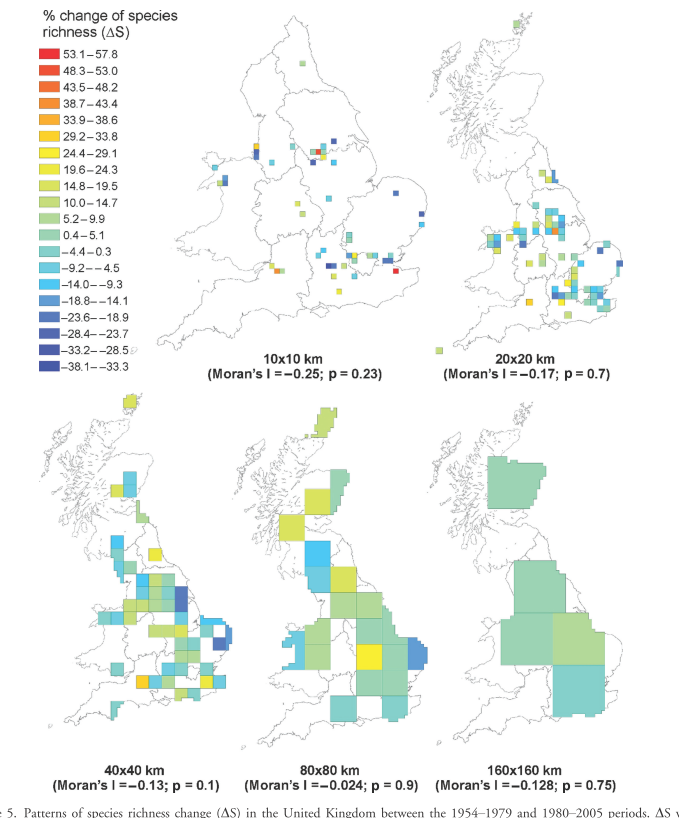 % change of species
richness (ΔS)
53.1–57.8
48.3–53.0
43.5–48.2
38.7–43.4
33.9–38.6
29.2–33.8
24.4–29.1
19.6–24.3
14.8–19.5
10.0–14.7
5.2–9.9
0.4–5.1
–4.4–0.3
–9.2––4.5
–14.0––9.3
–18.8––14.1
–23.6––18.9
–28.4––23.7
–33.2––28.5
–38.1––33.3
10x10 km
(Moran's I =–0.25; p = 0.23)
20x20 km
(Moran's I =–0.17; p = 0.7)
40x40 km
(Moran's I =–0.13; p = 0.1)
80x80 km
(Moran's I =–0.024; p = 0.9)
160x160 km
(Moran's I =–0.128; p = 0.75)
5. Patterns of species richness change (ΔS) in the United Kingdom between the 1954–1979 and 1980–2005 periods. ΔS